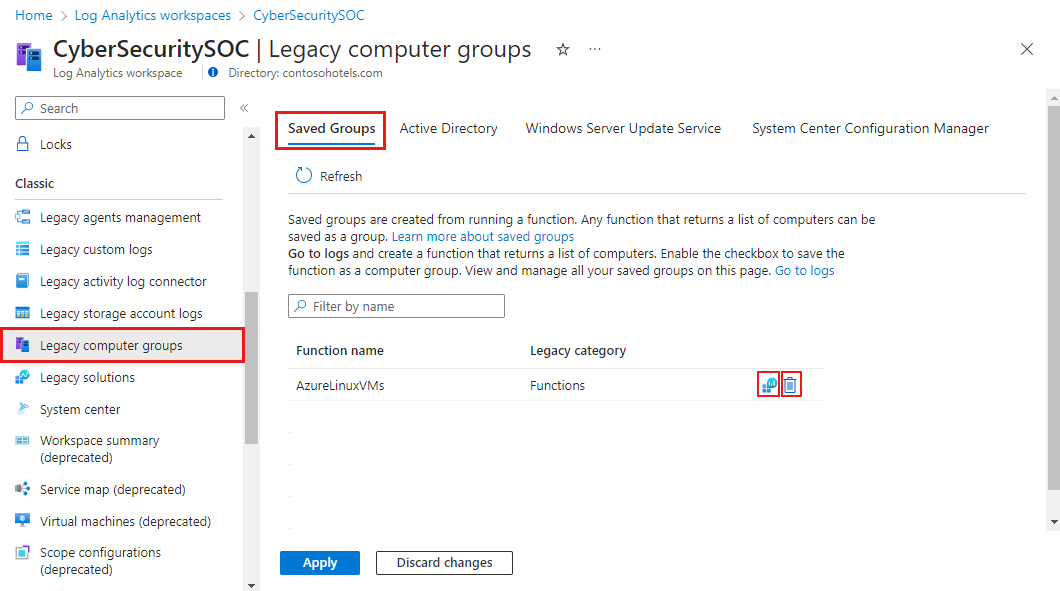 Home > Log Analytics workspaces > CyberSecuritySOC
CyberSecuritySOC | Legacy computer groups
Log Analytics workspace
Directory: contosohotels.com
Search
Locks
Classic
Legacy agents management
Legacy custom logs
Legacy activity log connector
Legacy storage account logs
Legacy computer groups
Legacy solutions
System center
Workspace summary
(deprecated)
Service map (deprecated)
Virtual machines (deprecated)
Scope configurations
(deprecated)
Saved Groups Active Directory Windows Server Update Service System Center Configuration Manager
Refresh
Saved groups are created from running a function. Any function that returns a list of computers can be
saved as a group. Learn more about saved groups
Go to logs and create a function that returns a list of computers. Enable the checkbox to save the
function as a computer group. View and manage all your saved groups on this page. Go to logs
Filter by name
Function name Legacy category
AzureLinuxVMs Functions
Apply Discard changes